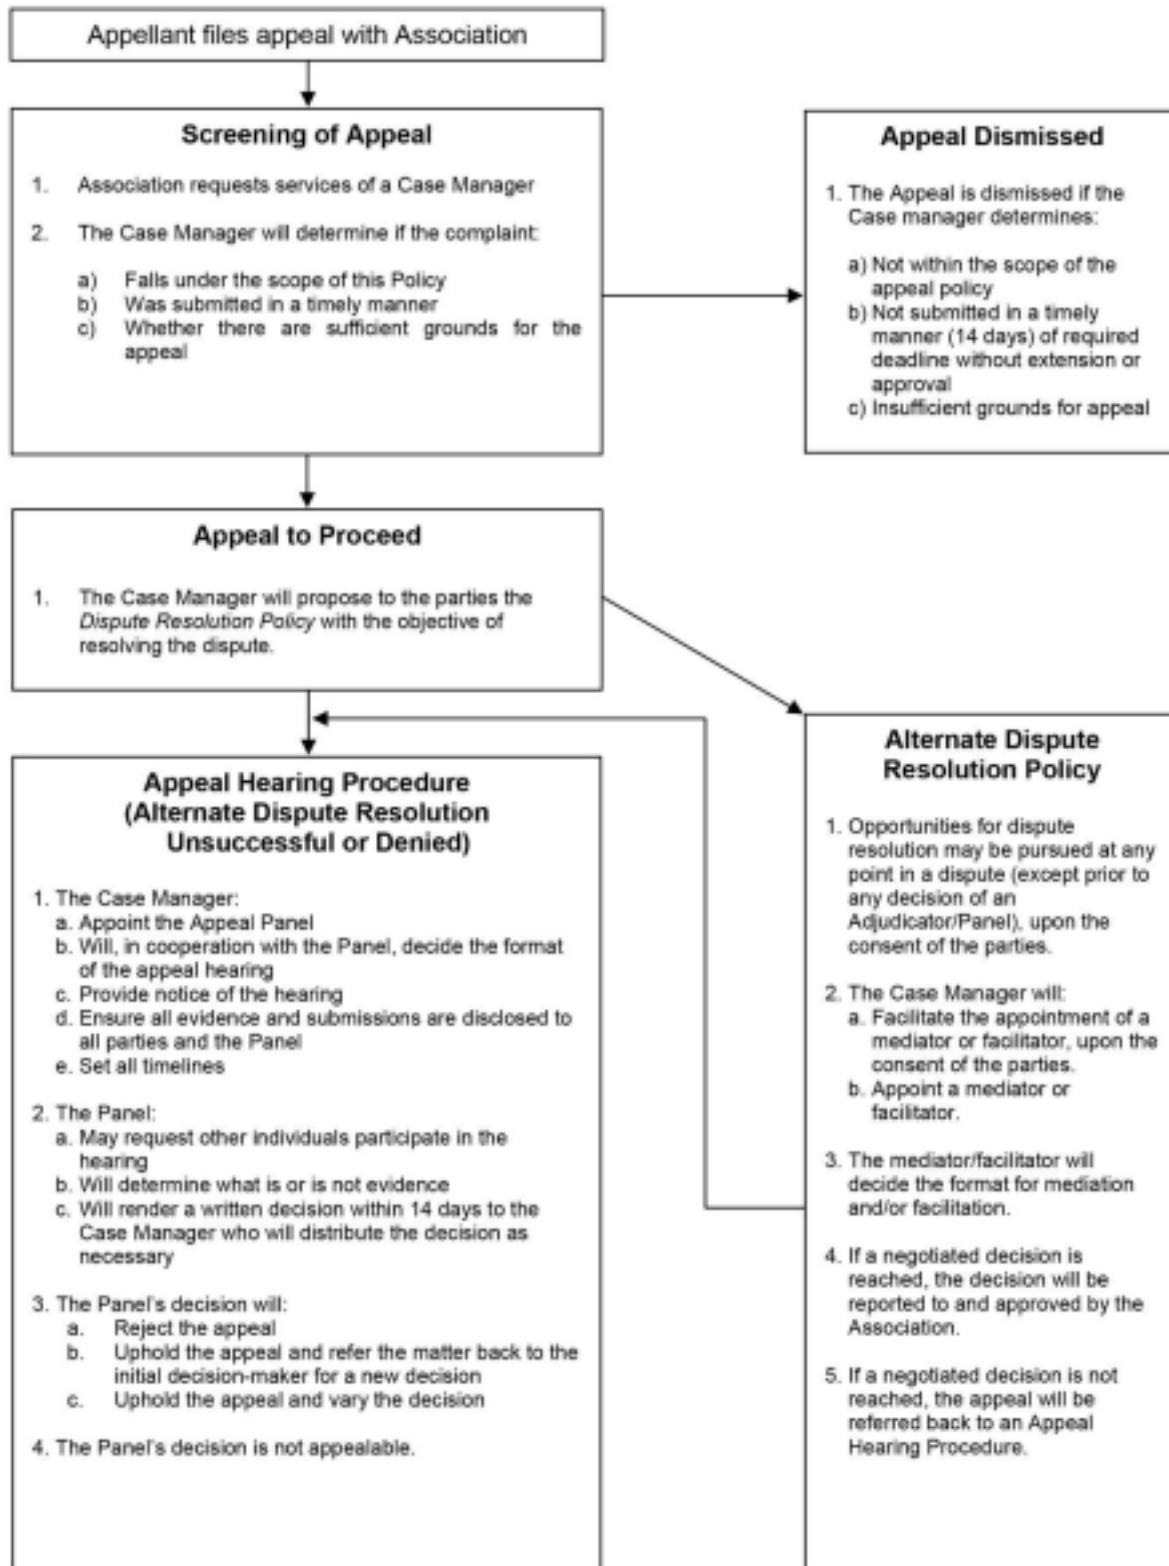 Appellant files appeal with Association
Screening of Appeal
1. Association requests services of a Case Manager
2. The Case Manager will determine if the complaint:
a) Falls under the scope of this Policy
b) Was submitted in a timely manner
c) Whether there are sufficient grounds for the
appeal
Appeal Dismissed
1. The Appeal is dismissed if the
Case manager determines:
a) Not within the scope of the
appeal policy
b) Not submitted in a timely
manner (14 days) of required
deadline without extension or
approval
c) Insufficient grounds for appeal
Appeal to Proceed
1. The Case Manager will propose to the parties the
Dispute Resolution Policy with the objective of
resolving the dispute.
Appeal Hearing Procedure
(Alternate Dispute Resolution
Unsuccessful or Denied)
1. The Case Manager:
a. Appoint the Appeal Panel
b. Will, in cooperation with the Panel, decide the format
of the appeal hearing
c. Provide notice of the hearing
d. Ensure all evidence and submissions are disclosed to
all parties and the Panel
e. Set all timelines
2. The Panel:
a. May request other individuals participate in the
hearing
b. Will determine what is or is not evidence
c. Will render a written decision within 14 days to the
Case Manager who will distribute the decision as
necessary
3. The Panel's decision will:
a. Reject the appeal
b. Uphold the appeal and refer the matter back to the
initial decision-maker for a new decision
c. Uphold the appeal and vary the decision
4. The Panel's decision is not appealable.
Alternate Dispute
Resolution Policy
1. Opportunities for dispute
resolution may be pursued at any
point in a dispute (except prior to
any decision of an
Adjudicator/Panel), upon the
consent of the parties.
2. The Case Manager will:
a. Facilitate the appointment of a
mediator or facilitator, upon the
consent of the parties.
b. Appoint a mediator or
facilitator.
3. The mediator/facilitator will
decide the format for mediation
and/or facilitation.
4. If a negotiated decision is
reached, the decision will be
reported to and approved by the
Association.
5. If a negotiated decision is not
reached, the appeal will be
referred back to an Appeal
Hearing Procedure.